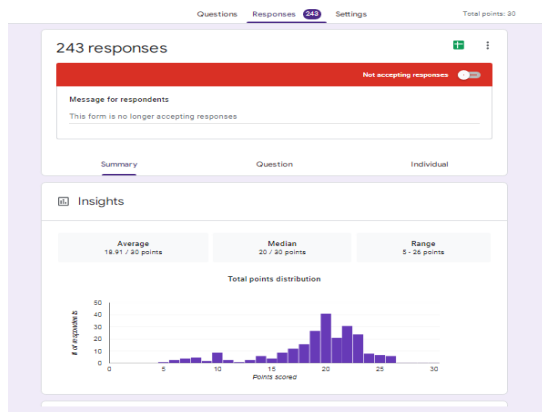 Questions Responses 243 Settings Total points: 30
243 responses
Not accepting responses
Message for respondents
This form is no longer accepting responses
Summary Question Individual
Insights
Average Median Range
18.91 / 30 points 20 / 30 points 5 - 26 points
Total points distribution
# of respondents
50
40
30
20
10
0
0 5 10 15 20 25 30
Points scored